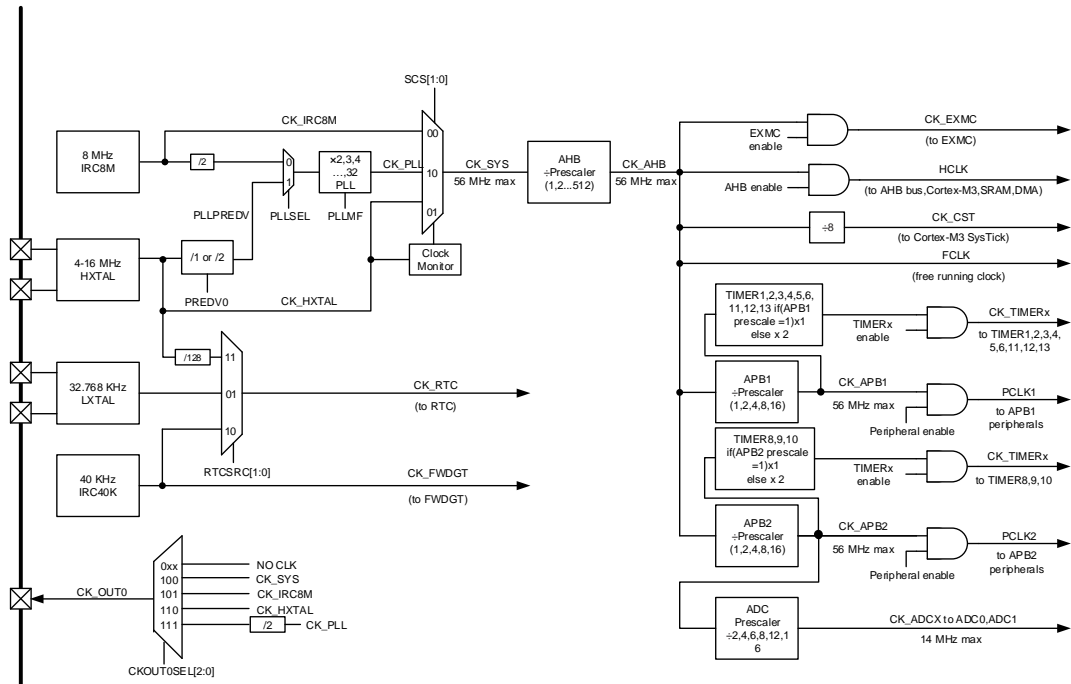 SCS[1:0]
CK_IRC8M
8 MHz
IRC8M
/2
0
1
×2,3,4
…,32
PLL
CK_PLL
00
10
01
CK_SYS
56 MHz max
AHB
÷Prescaler
(1,2...512)
CK_AHB
56 MHz max
EXMC
enable
CK_EXMC
(to EXMC)
AHB enable
HCLK
(to AHB bus,Cortex-M3,SRAM,DMA)
÷8
CK_CST
(to Cortex-M3 SysTick)
FCLK
(free running clock)
PLLPREDV
PLLSEL
PLLMF
4-16 MHz
HXTAL
/1 or /2
PREDV0
Clock
Monitor
CK_HXTAL
TIMER1,2,3,4,5,6,
11,12,13 if(APB1
prescale =1)x1
else x 2
TIMERx
enable
CK_TIMERx
to TIMER1,2,3,4,
5,6,11,12,13
/128
11
01
10
32.768 KHz
LXTAL
CK_RTC
(to RTC)
RTCSRC[1:0]
APB1
÷Prescaler
(1,2,4,8,16)
CK_APB1
56 MHz max
Peripheral enable
PCLK1
to APB1
peripherals
40 KHz
IRC40K
CK_FWDGT
(to FWDGT)
TIMER8,9,10
if(APB2 prescale
=1)x1
else x 2
TIMERx
enable
CK_TIMERx
to TIMER8,9,10
APB2
÷Prescaler
(1,2,4,8,16)
CK_APB2
56 MHz max
Peripheral enable
PCLK2
to APB2
peripherals
CK_OUT0
0xx
100
101
110
111
NO CLK
CK_SYS
CK_IRC8M
CK_HXTAL
/2
CK_PLL
CKOUT0SEL[2:0]
ADC
Prescaler
÷2,4,6,8,12,1
6
CK_ADCX to ADC0,ADC1
14 MHz max